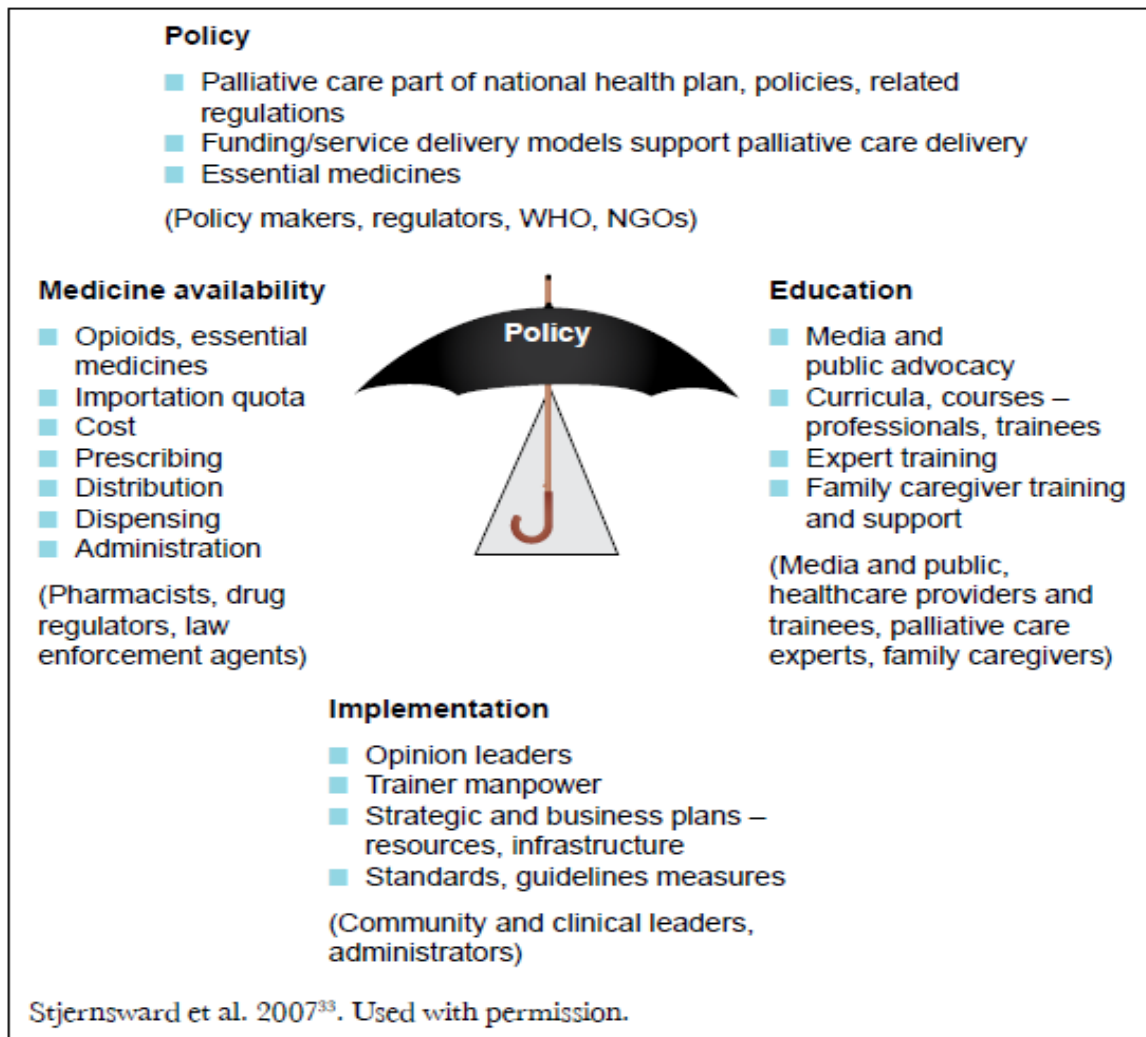 Policy
■ Palliative care part of national health plan, policies, related
regulations
■ Funding/service delivery models support palliative care delivery
■ Essential medicines
(Policy makers, regulators, WHO, NGOs)
Medicine availability
■ Opioids, essential
medicines
■ Importation quota
■ Cost
■ Prescribing
■ Distribution
■ Dispensing
■ Administration
(Pharmacists, drug
regulators, law
enforcement agents)
Policy
Education
■ Media and
public advocacy
■ Curricula, courses –
professionals, trainees
■ Expert training
■ Family caregiver training
and support
(Media and public,
healthcare providers and
trainees, palliative care
experts, family caregivers)
Implementation
■ Opinion leaders
■ Trainer manpower
■ Strategic and business plans –
resources, infrastructure
■ Standards, guidelines measures
(Community and clinical leaders,
administrators)
Stjernsward et al. 2007³³. Used with permission.